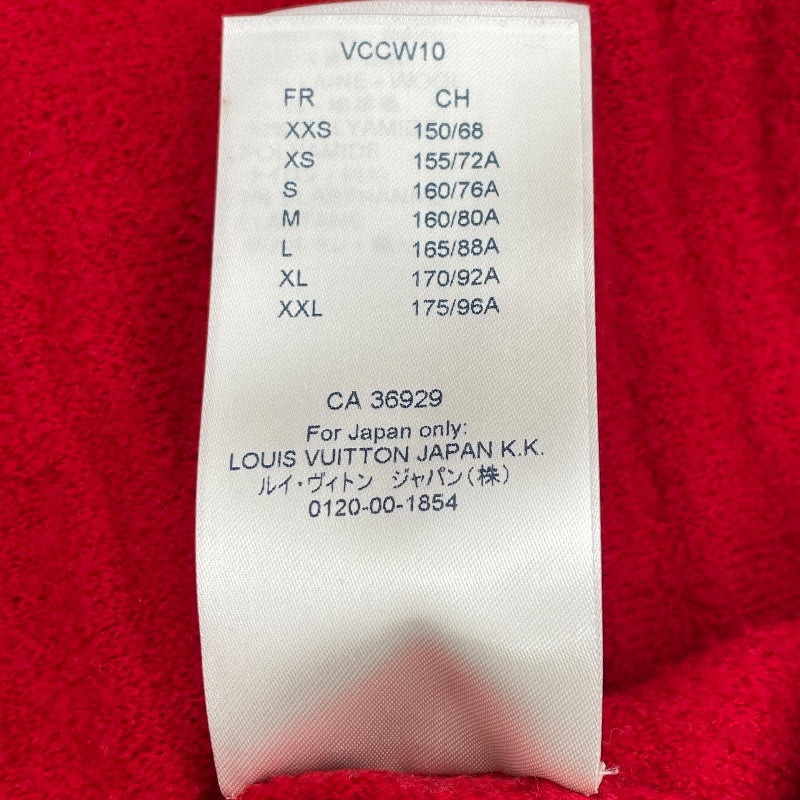 VCCW10
FR CH
XXS 150/68
XS 155/72A
S 160/76A
M 160/80A
L 165/88A
XL 170/92A
XXL 175/96A
CA 36929
For Japan only:
LOUIS VUITTON JAPAN K.K.
ルイ・ヴィトン ジャパン(株)
0120-00-1854